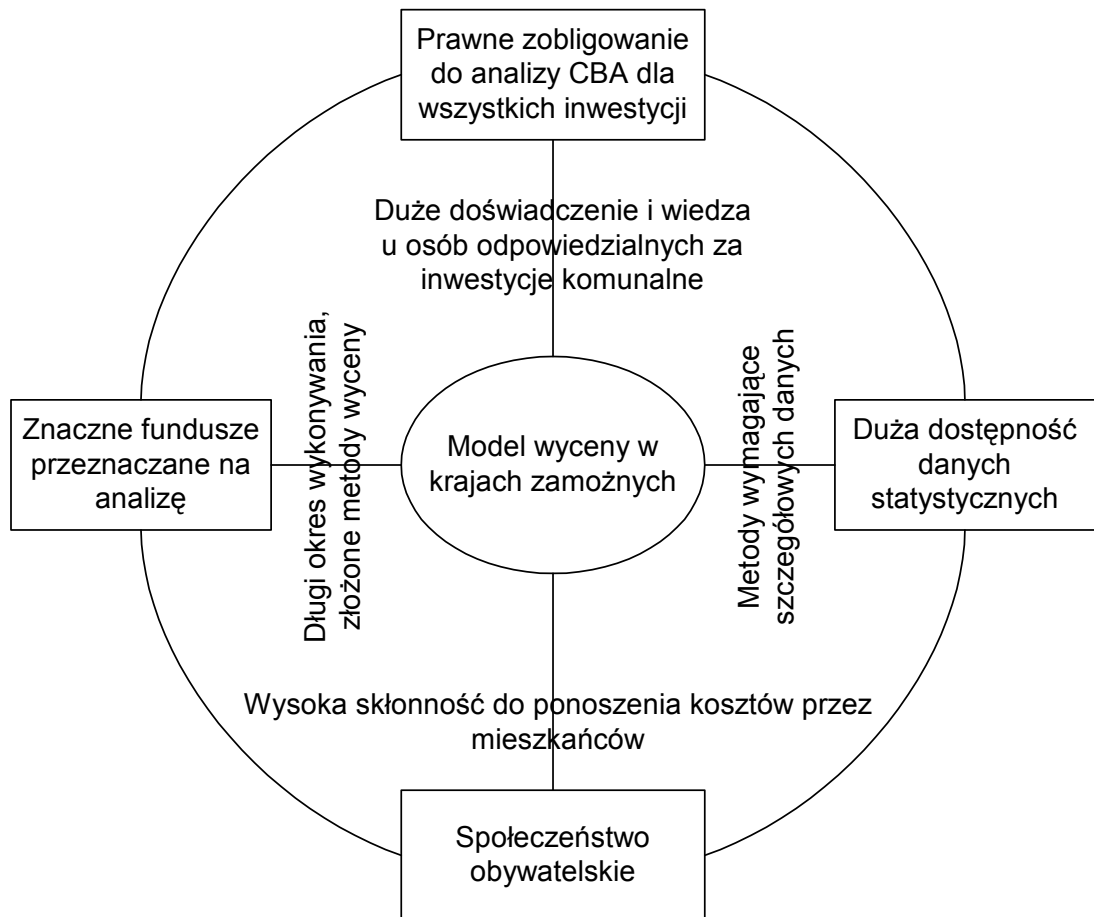 Prawne zobligowanie
do analizy CBA dla
wszystkich inwestycji
Duże doświadczenie i wiedza
u osób odpowiedzialnych za
inwestycje komunalne
Znaczne fundusze
przeznaczane na
analizę
Długi okres wykonywania,
złożone metody wyceny
Model wyceny w
krajach zamożnych
Metody wymagające
szczegółowych danych
Duża dostępność
danych
statystycznych
Wysoka skłonność do ponoszenia kosztów przez
mieszkańców
Społeczeństwo
obywatelskie